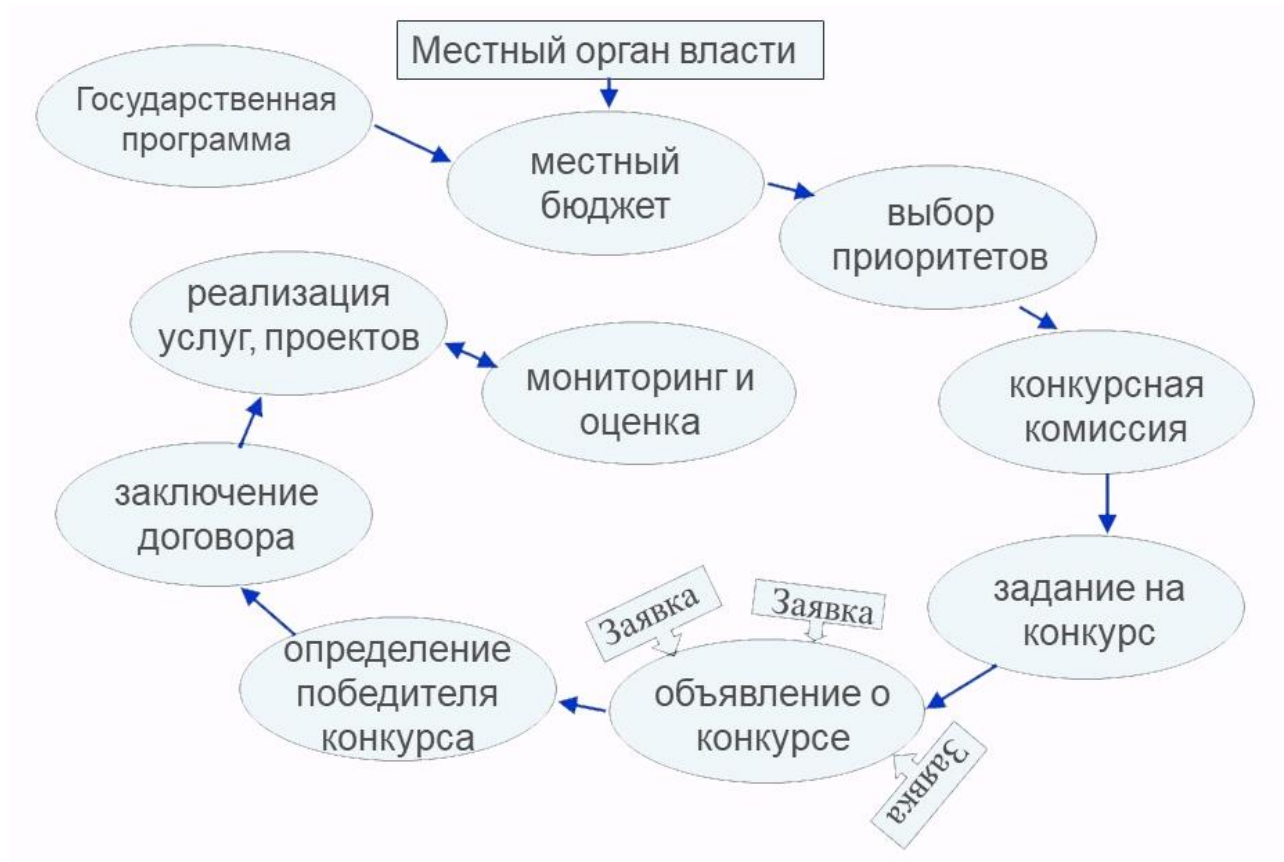 Местный орган власти
Государственная
программа
местный
бюджет
выбор
приоритетов
конкурсная
комиссия
задание на
конкурс
Заявка
Заявка
Заявка
объявление о
конкурсе
определение
победителя
конкурса
заключение
договора
реализация
услуг, проектов
мониторинг и
оценка